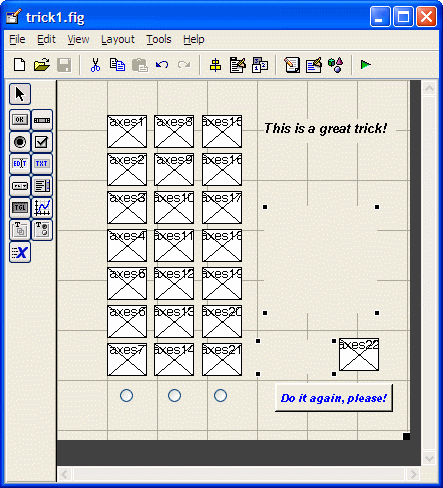 trick1.fig
File Edit View Layout Tools Help
OK
EDIT TXT
TGL
X
axes1 axes8 axes15
axes2 axes9 axes16
axes3 axes10 axes17
axes4 axes11 axes18
axes5 axes12 axes19
axes6 axes13 axes20
axes7 axes14 axes21
This is a great trick!
axes22
Do it again, please!